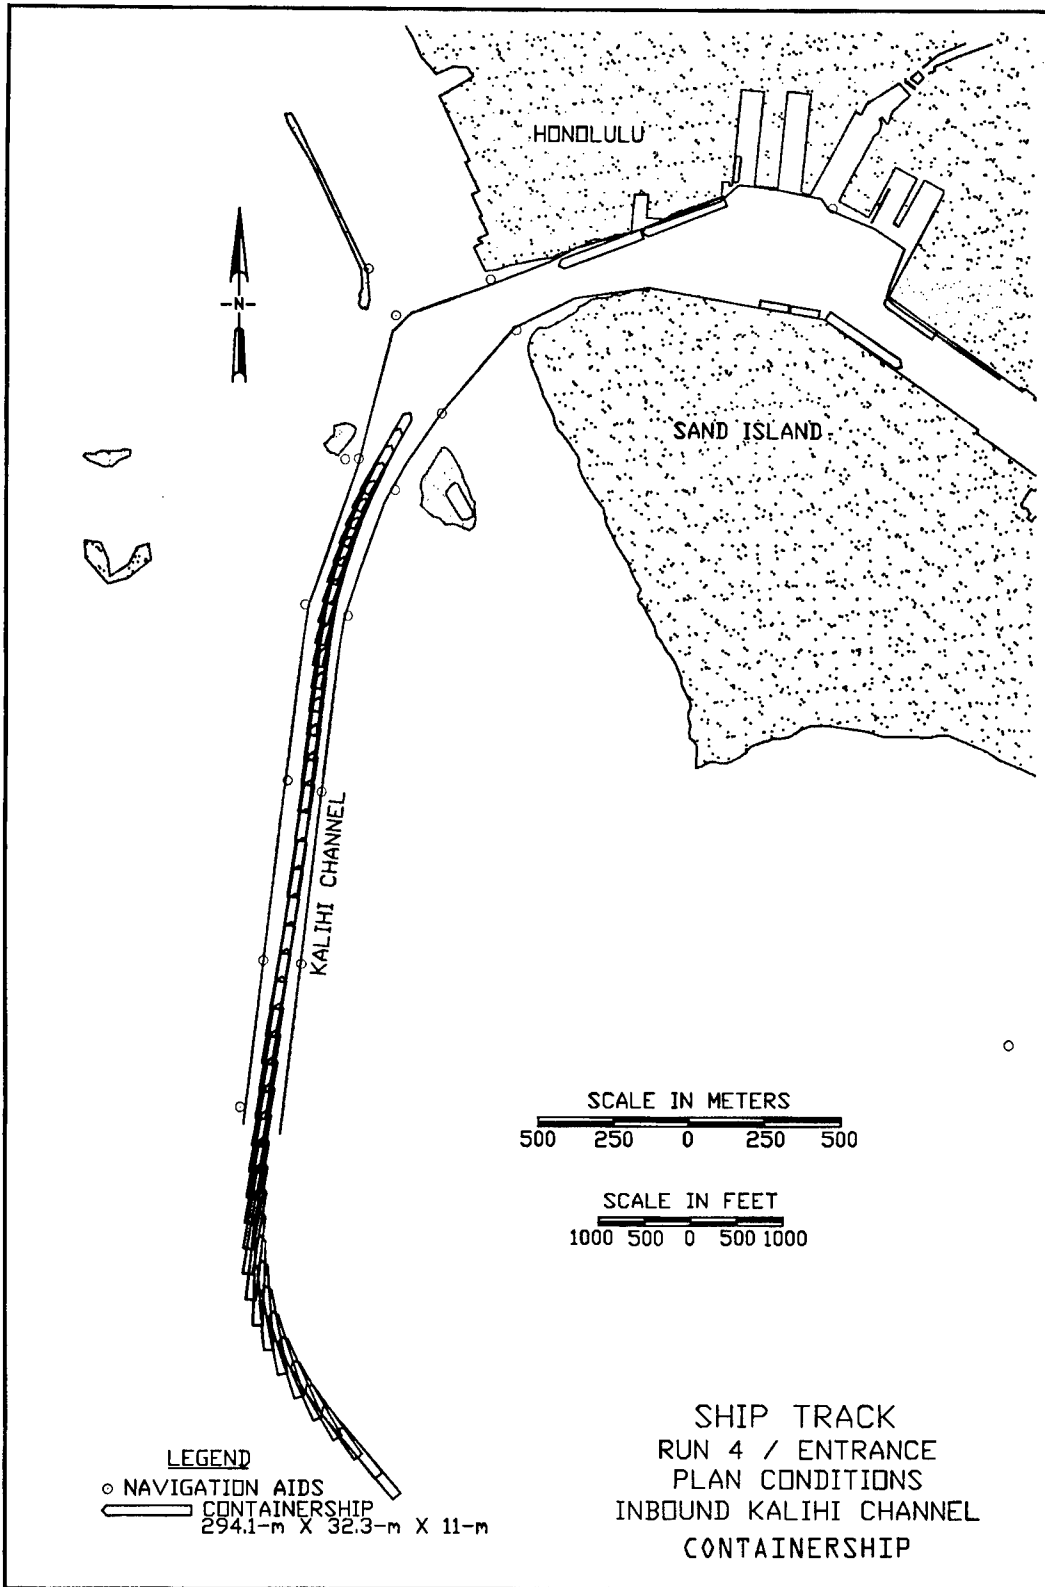 HONOLULU
-N-
SAND ISLAND
KALIHI CHANNEL
SCALE IN METERS
500 250 0 250 500
SCALE IN FEET
1000 500 0 500 1000
SHIP TRACK
RUN 4 / ENTRANCE
PLAN CONDITIONS
INBOUND KALIHI CHANNEL
CONTAINERSHIP
LEGEND
NAVIGATION AIDS
CONTAINERSHIP
294.1-m X 32.3-m X 11-m